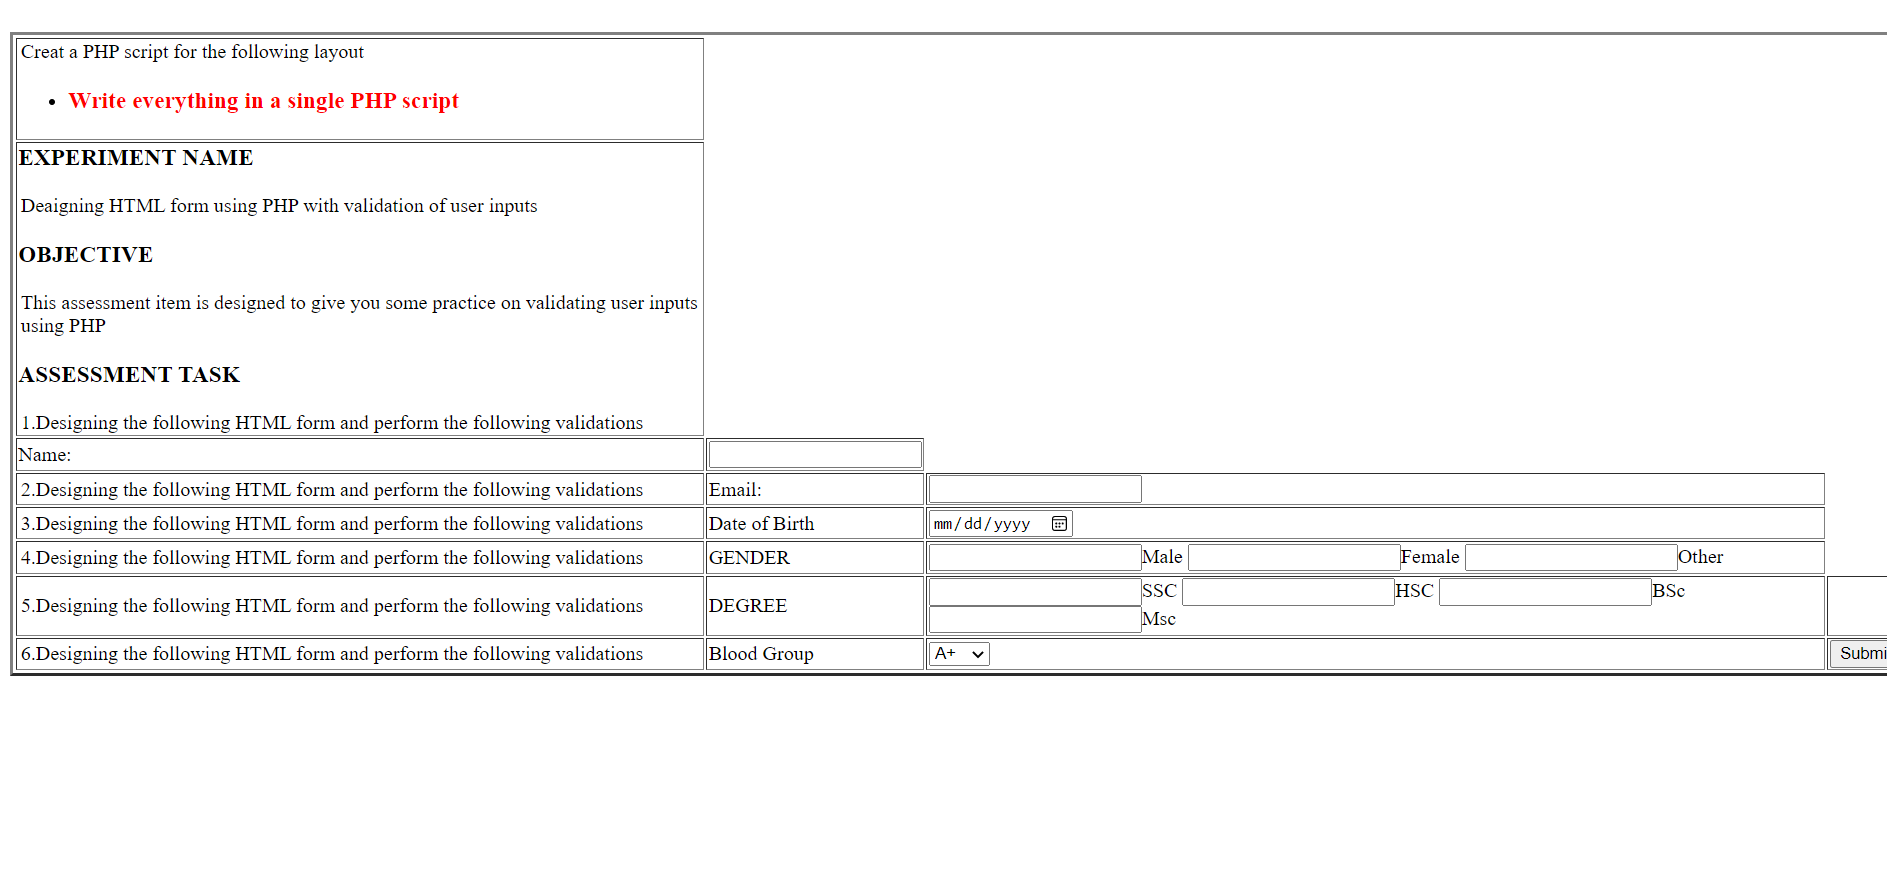 Creat a PHP script for the following layout
Write everything in a single PHP script
EXPERIMENT NAME
Deaigning HTML form using PHP with validation of user inputs
OBJECTIVE
This assessment item is designed to give you some practice on validating user inputs
using PHP
ASSESSMENT TASK
1.Designing the following HTML form and perform the following validations
Name:
2.Designing the following HTML form and perform the following validations Email:
3.Designing the following HTML form and perform the following validations Date of Birth mm/dd/yyyy
4.Designing the following HTML form and perform the following validations GENDER Male Female Other
5.Designing the following HTML form and perform the following validations DEGREE SSC HSC BSc
Msc
6.Designing the following HTML form and perform the following validations Blood Group A+ Submi